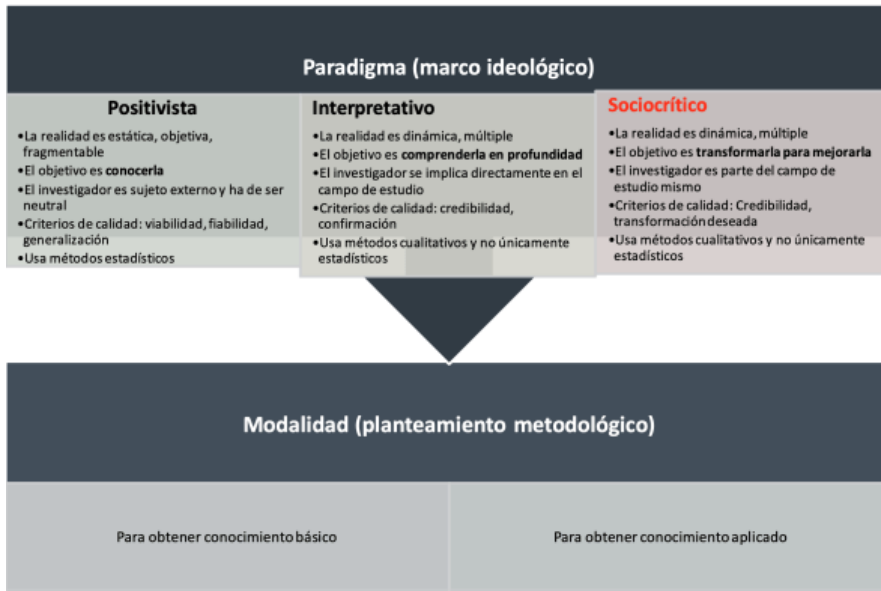 Paradigma (marco ideológico)
Positivista
•La realidad es estática, objetiva,
fragmentable
•El objetivo es conocerla
•El investigador es sujeto externo y ha de ser
neutral
•Criterios de calidad: viabilidad, fiabilidad,
generalización
•Usa métodos estadísticos
Interpretativo
•La realidad es dinámica, múltiple
•El objetivo es comprenderla en profundidad
•El investigador se implica directamente en el
campo de estudio
•Criterios de calidad: credibilidad,
confirmación
•Usa métodos cualitativos y no únicamente
estadísticos
Sociocrítico
•La realidad es dinámica, múltiple
•El objetivo es transformarla para mejorarla
•El investigador es parte del campo de
estudio mismo
•Criterios de calidad: Credibilidad,
transformación deseada
•Usa métodos cualitativos y no únicamente
estadísticos
Modalidad (planteamiento metodológico)
Para obtener conocimiento básico
Para obtener conocimiento aplicado